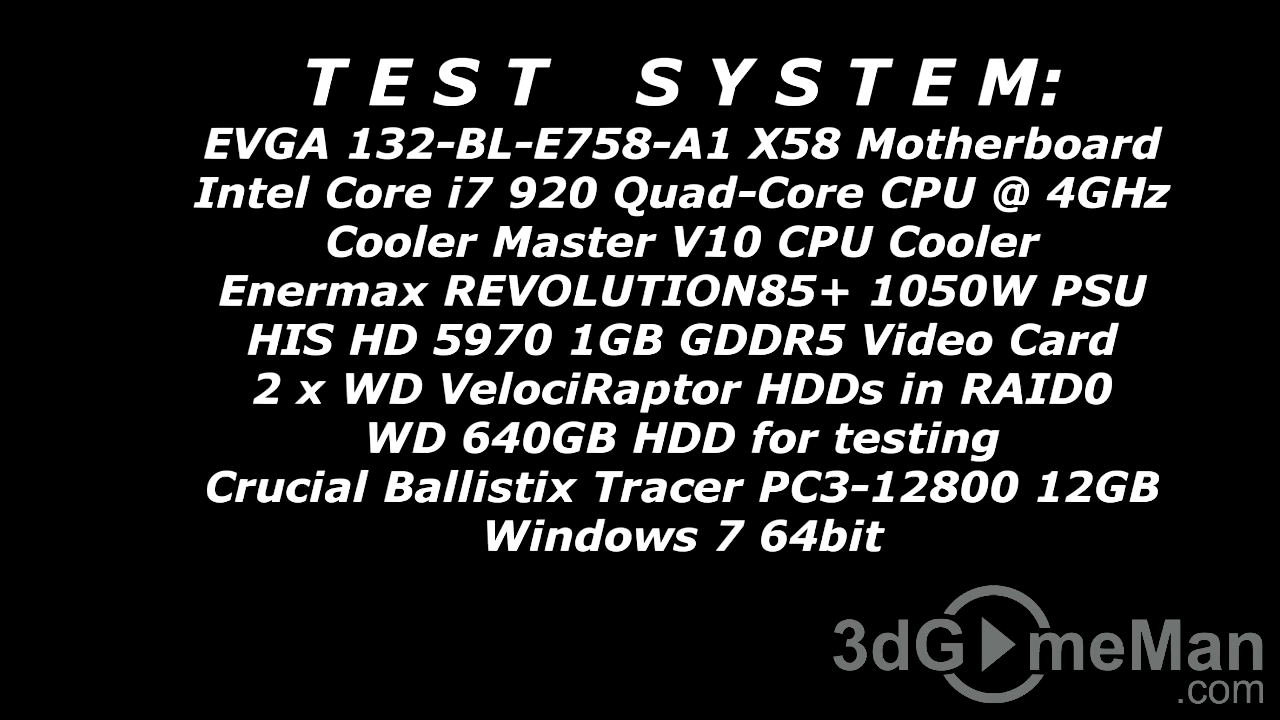 TEST SYSTEM:
EVGA 132-BL-E758-A1 X58 Motherboard
Intel Core i7 920 Quad-Core CPU @ 4GHz
Cooler Master V10 CPU Cooler
Enermax REVOLUTION85+ 1050W PSU
HIS HD 5970 1GB GDDR5 Video Card
2 x WD VelociRaptor HDDs in RAID0
WD 640GB HDD for testing
Crucial Ballistix Tracer PC3-12800 12GB
Windows 7 64bit
3dGameMan
.com